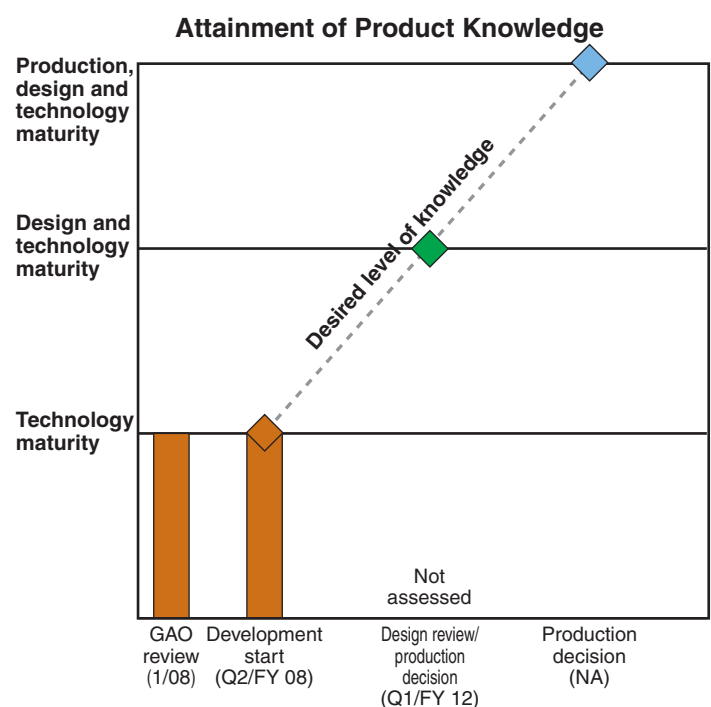 Attainment of Product Knowledge
Production,
design and
technology
maturity
Design and
technology
maturity
Technology
maturity
Desired level of knowledge
Not
assessed
GAO
review
(1/08)
Development
start
(Q2/FY 08)
Design review/
production
decision
(Q1/FY 12)
Production
decision
(NA)